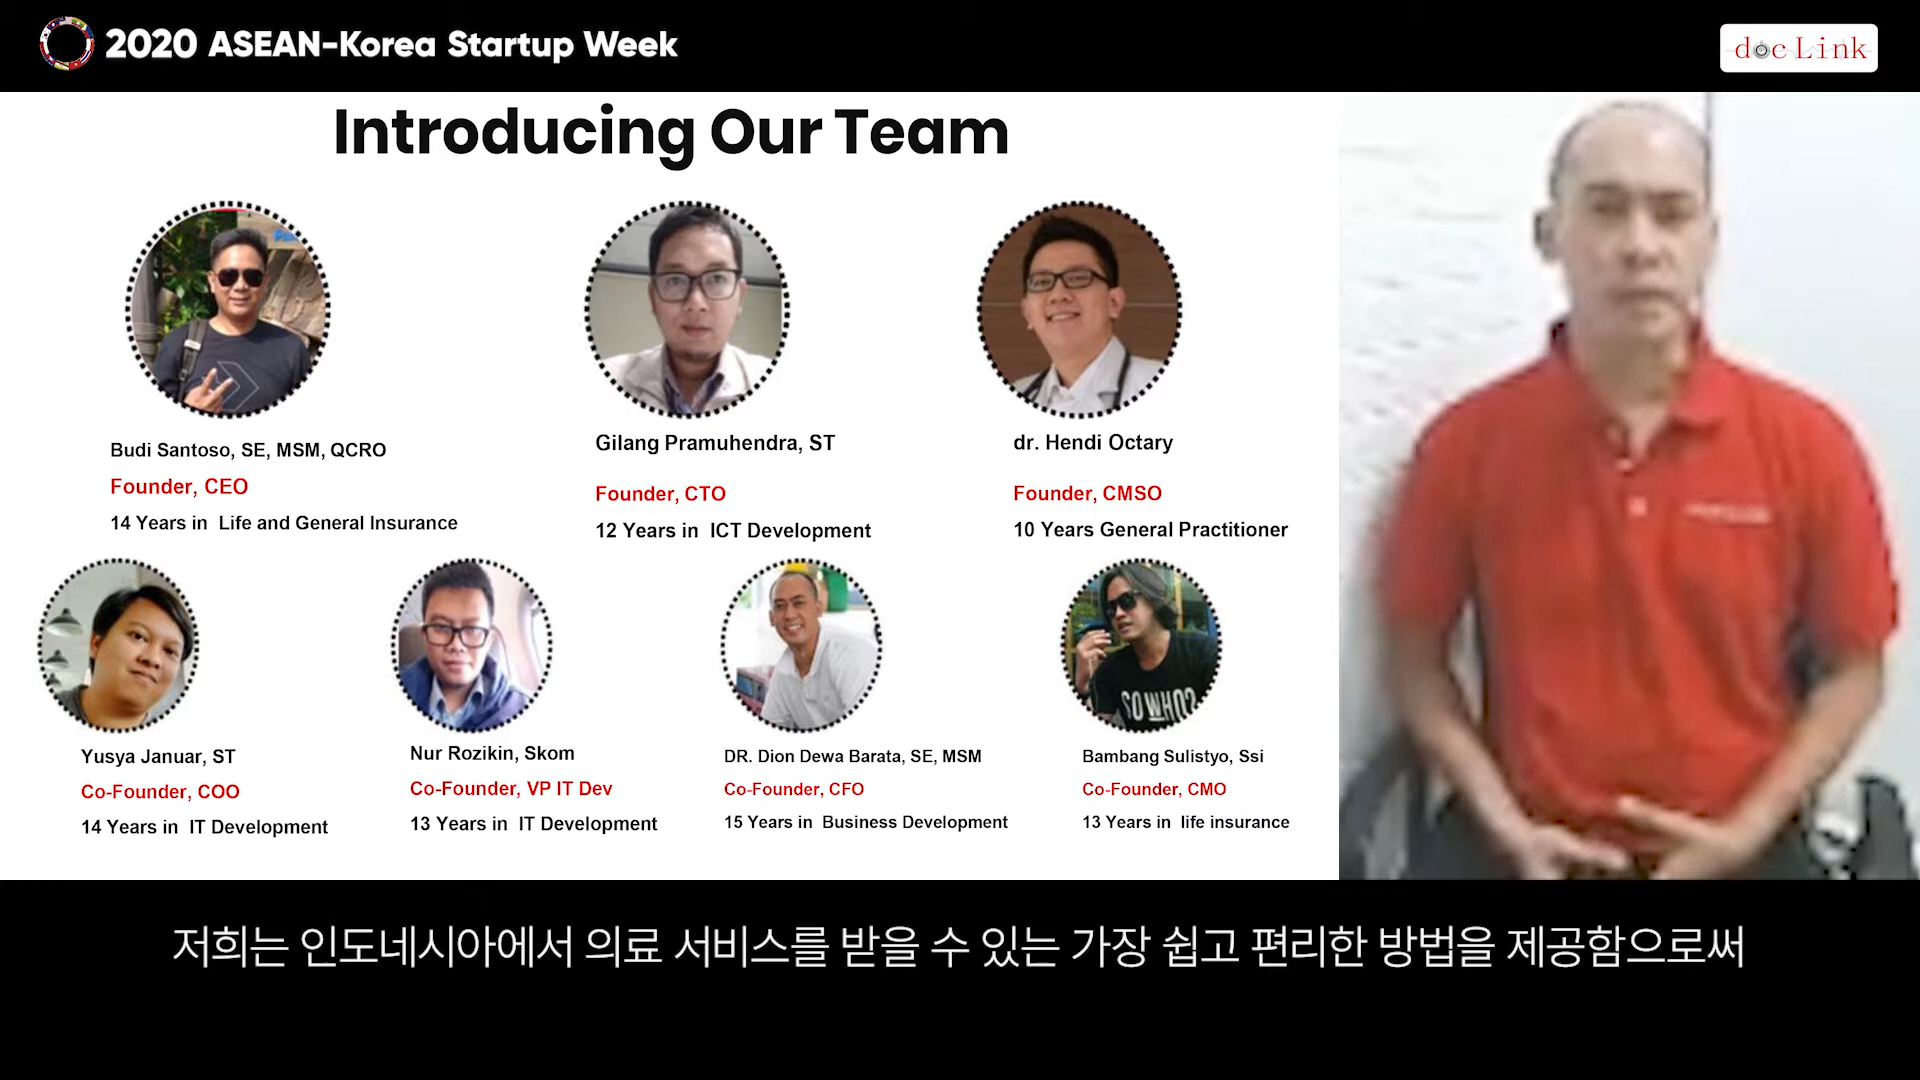 2020 ASEAN-Korea Startup Week
doc Link
Introducing Our Team
Budi Santoso, SE, MSM, QCRO
Founder, CEO
14 Years in Life and General Insurance
Gilang Pramuhendra, ST
Founder, CTO
12 Years in ICT Development
dr. Hendi Octary
Founder, CMSO
10 Years General Practitioner
SOWHO?
Yusya Januar, ST
Co-Founder, COO
14 Years in IT Development
Nur Rozikin, Skom
Co-Founder, VP IT Dev
13 Years in IT Development
DR. Dion Dewa Barata, SE, MSM
Co-Founder, CFO
15 Years in Business Development
Bambang Sulistyo, Ssi
Co-Founder, CMO
13 Years in life insurance
저희는 인도네시아에서 의료 서비스를 받을 수 있는 가장 쉽고 편리한 방법을 제공함으로써